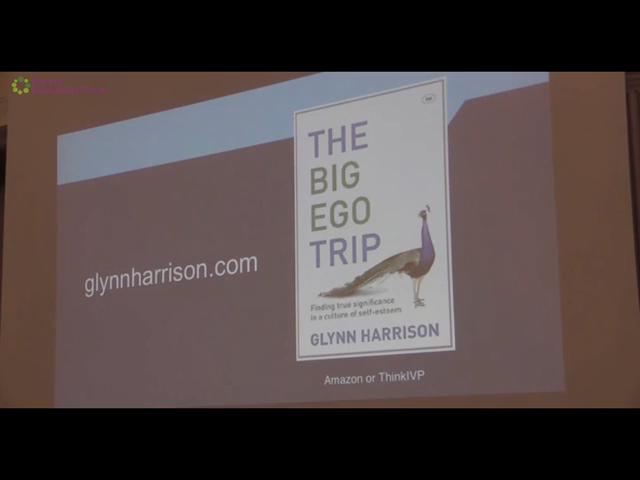 THE
BIG
EGO
TRIP
glynnharrison.com
Finding true significance
in a culture of self-esteem
GLYNN HARRISON
Amazon or ThinkIVP